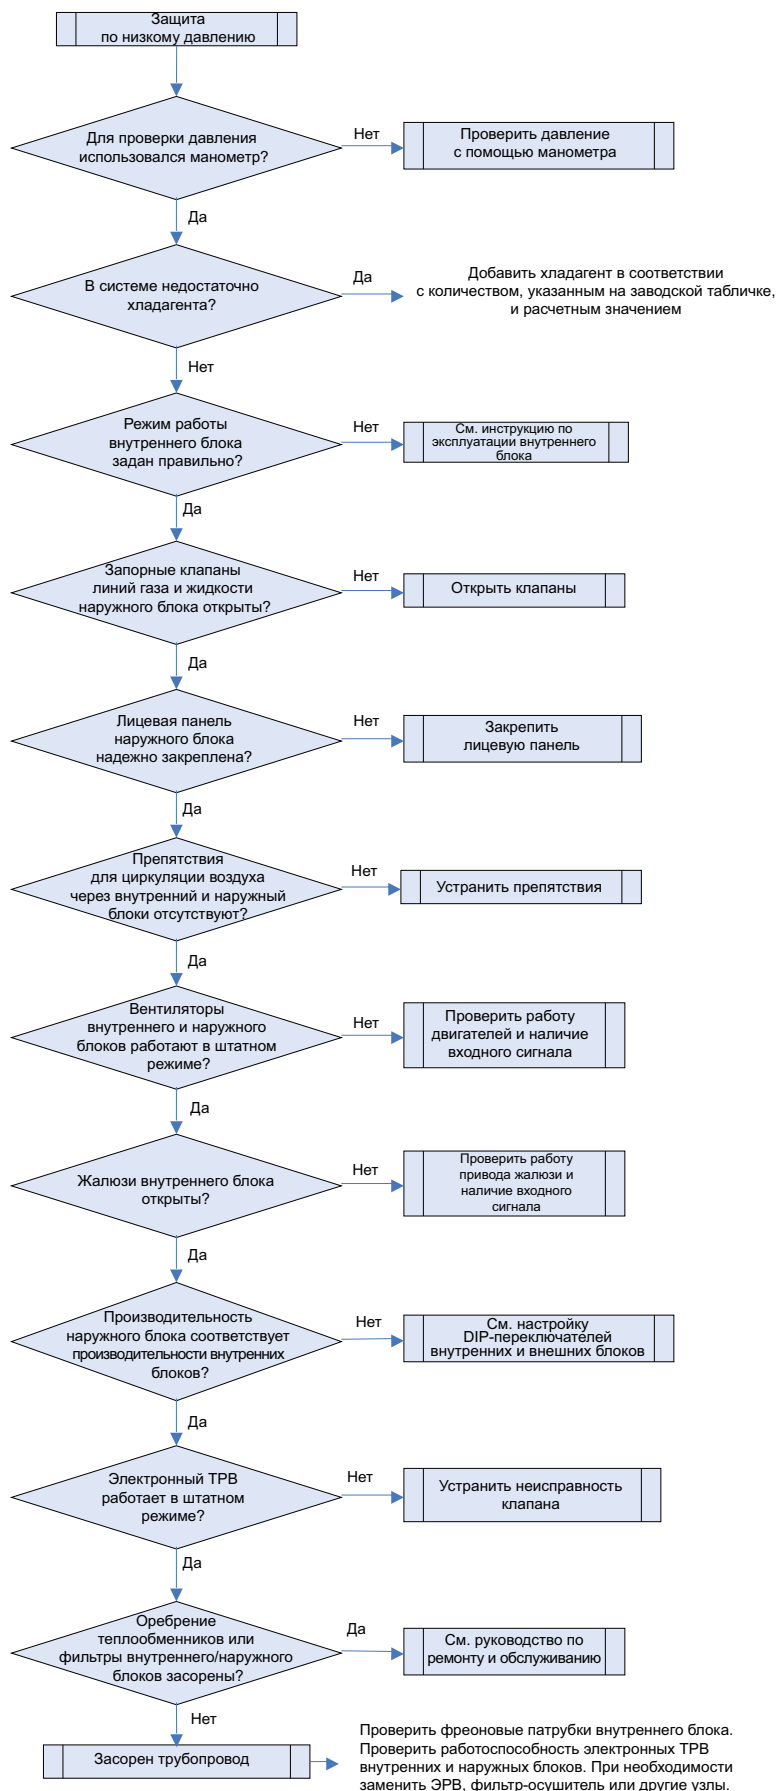 Защита
по низкому давлению
Для проверки давления
использовался манометр?
Нет
Проверить давление
с помощью манометра
Да
В системе недостаточно
хладагента?
Да
Добавить хладагент в соответствии
с количеством, указанным на заводской табличке,
и расчетным значением
Нет
Режим работы
внутреннего блока
задан правильно?
Нет
См. инструкцию по
эксплуатации внутреннего
блока
Да
Запорные клапаны
линий газа и жидкости
наружного блока открыты?
Нет
Открыть клапаны
Да
Лицевая панель
наружного блока
надежно закреплена?
Нет
Закрепить
лицевую панель
Да
Препятствия
для циркуляции воздуха
через внутренний и наружный
блоки отсутствуют?
Нет
Устранить препятствия
Да
Вентиляторы
внутреннего и наружного
блоков работают в штатном
режиме?
Нет
Проверить работу
двигателей и наличие
входного сигнала
Да
Жалюзи внутреннего блока
открыты?
Нет
Проверить работу
привода жалюзи и
наличие входного
сигнала
Да
Производительность
наружного блока соответствует
производительности внутренних
блоков?
Нет
См. настройку
DIP-переключателей
внутренних и внешних блоков
Да
Электронный ТРВ
работает в штатном
режиме?
Нет
Устранить неисправность
клапана
Да
Оребрение
теплообменников или
фильтры внутреннего/наружного
блоков засорены?
Да
См. руководство по
ремонту и обслуживанию
Нет
Засорен трубопровод
Проверить фреоновые патрубки внутреннего блока.
Проверить работоспособность электронных ТРВ
внутренних и наружных блоков. При необходимости
заменить ЭРВ, фильтр-осушитель или другие узлы.